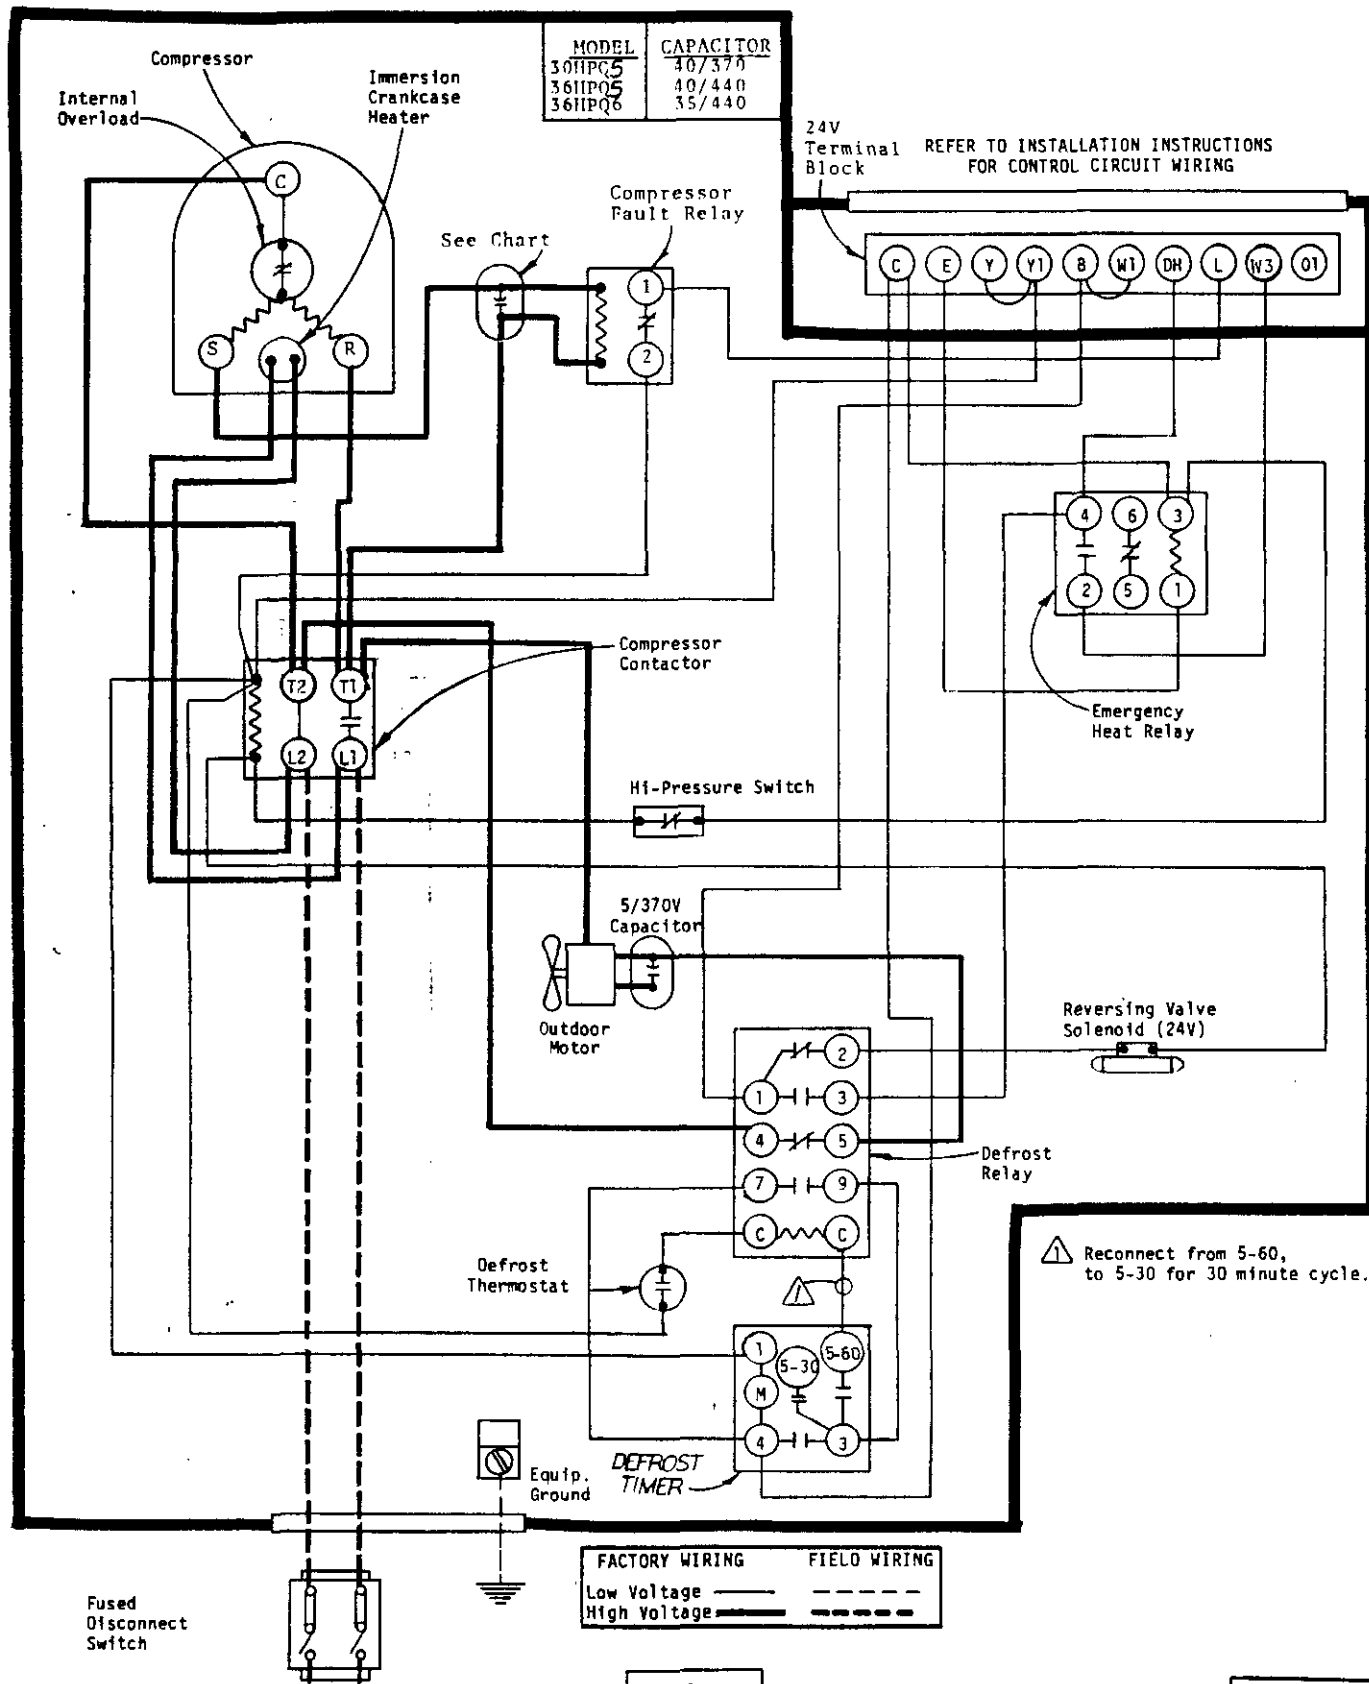 MODEL CAPACITOR
30HPQ5 40/370
36HPQ5 40/440
36HPQ6 35/440
Compressor
Internal
Overload
Immersion
Crankcase
Heater
24V
Terminal
Block
REFER TO INSTALLATION INSTRUCTIONS
FOR CONTROL CIRCUIT WIRING
Compressor
Fault Relay
See Chart
C
S
R
1
2
C E Y Y1 B W1 DH L W3 O1
4 6 3
2 5 1
Emergency
Heat Relay
Compressor
Contactor
T2 T1
L2 L1
Hi-Pressure Switch
5/370V
Capacitor
Outdoor
Motor
Reversing Valve
Solenoid (24V)
2
1 3
4 5
7 9
C C
Defrost
Relay
1 Reconnect from 5-60,
to 5-30 for 30 minute cycle.
Defrost
Thermostat
1
1 5-30 5-60
M
4 3
DEFROST
TIMER
Equip.
Ground
FACTORY WIRING FIELD WIRING
Low Voltage
High Voltage
Fused
Disconnect
Switch